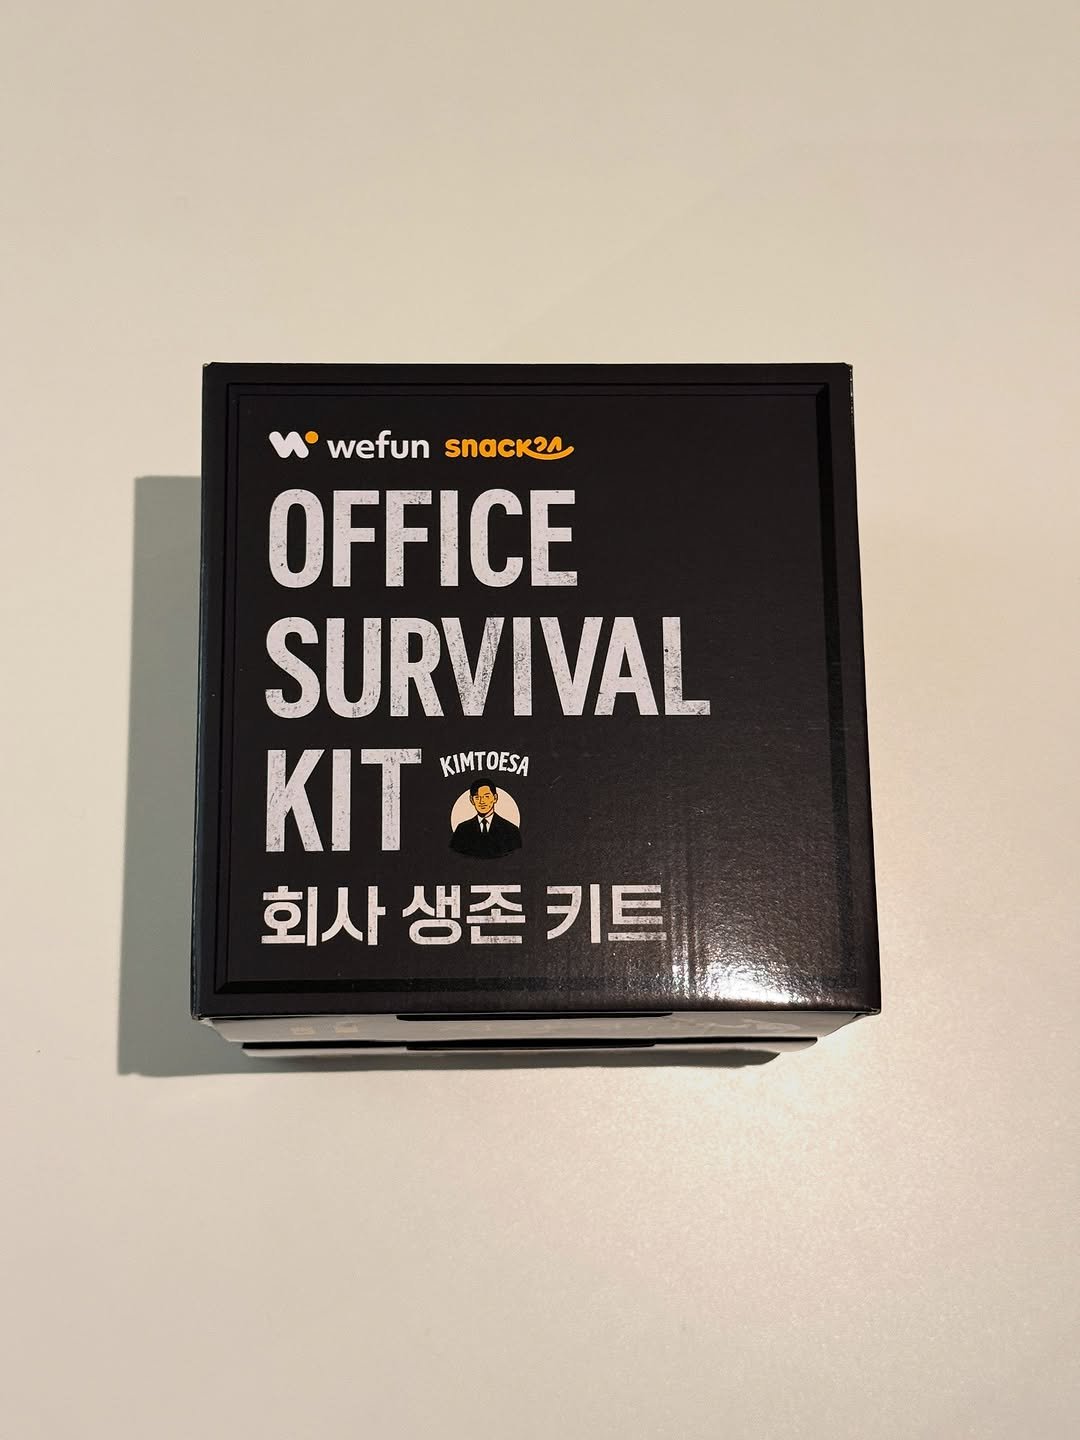 wefun snack24
OFFICE
SURVIVAL
KIT KIMTOESA
회사 생존 키트